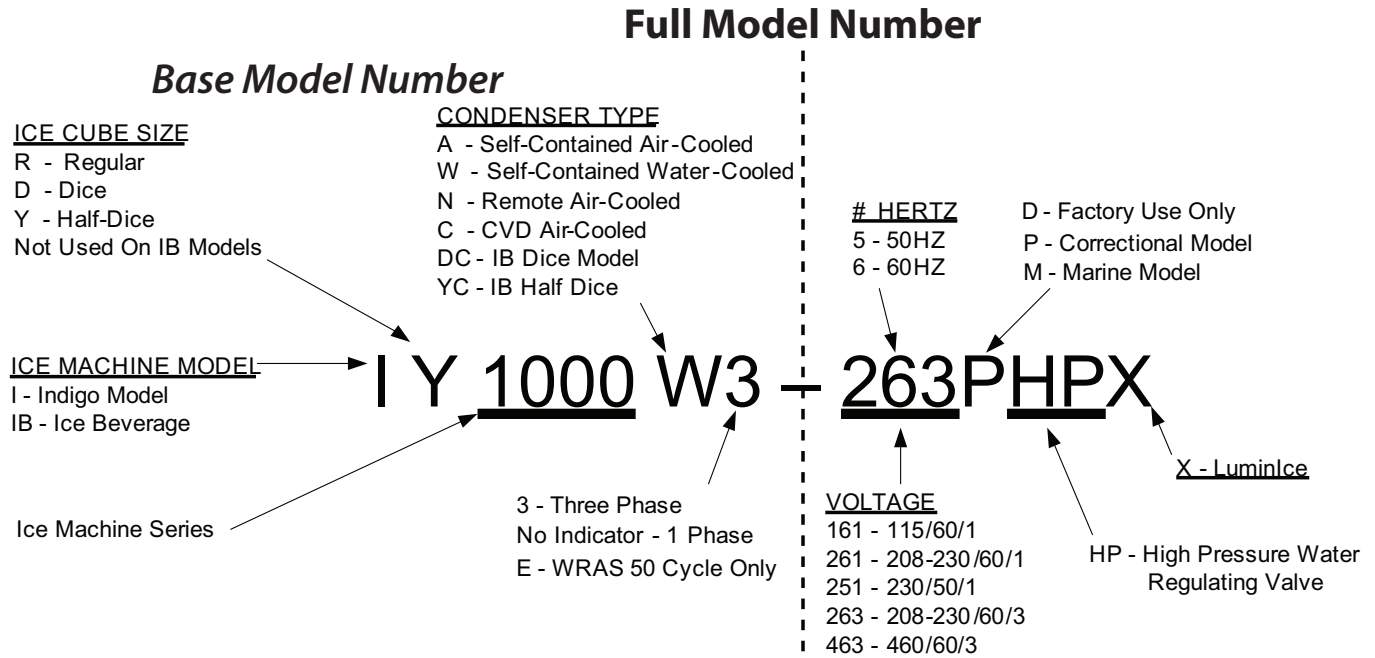 Full Model Number
Base Model Number
ICE CUBE SIZE
R - Regular
D - Dice
Y - Half-Dice
Not Used On IB Models
CONDENSER TYPE
A - Self-Contained Air-Cooled
W - Self-Contained Water-Cooled
N - Remote Air-Cooled
C - CVD Air-Cooled
DC - IB Dice Model
YC - IB Half Dice
# HERTZ
5 - 50HZ
6 - 60HZ
D - Factory Use Only
P - Correctional Model
M - Marine Model
ICE MACHINE MODEL
I - Indigo Model
IB - Ice Beverage
I Y 1000 W3 - 263PHPX
Ice Machine Series
3 - Three Phase
No Indicator - 1 Phase
E - WRAS 50 Cycle Only
VOLTAGE
161 - 115/60/1
261 - 208-230/60/1
251 - 230/50/1
263 - 208-230/60/3
463 - 460/60/3
X - LuminIce
HP - High Pressure Water
Regulating Valve